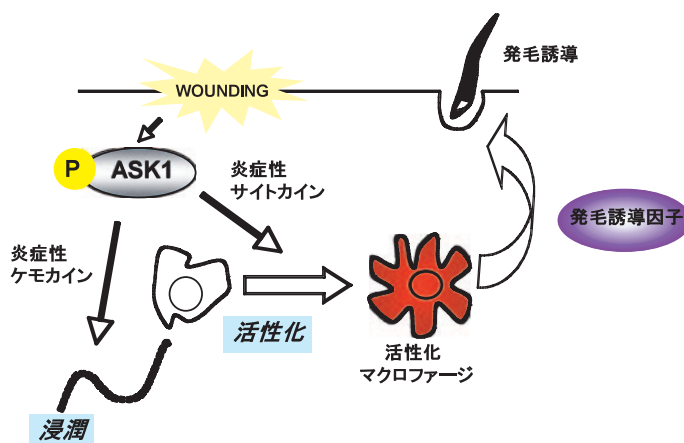 発毛誘導
WOUNDING
P
ASK1
炎症性
サイトカイン
発毛誘導因子
炎症性
ケモカイン
活性化
活性化
マクロファージ
浸潤